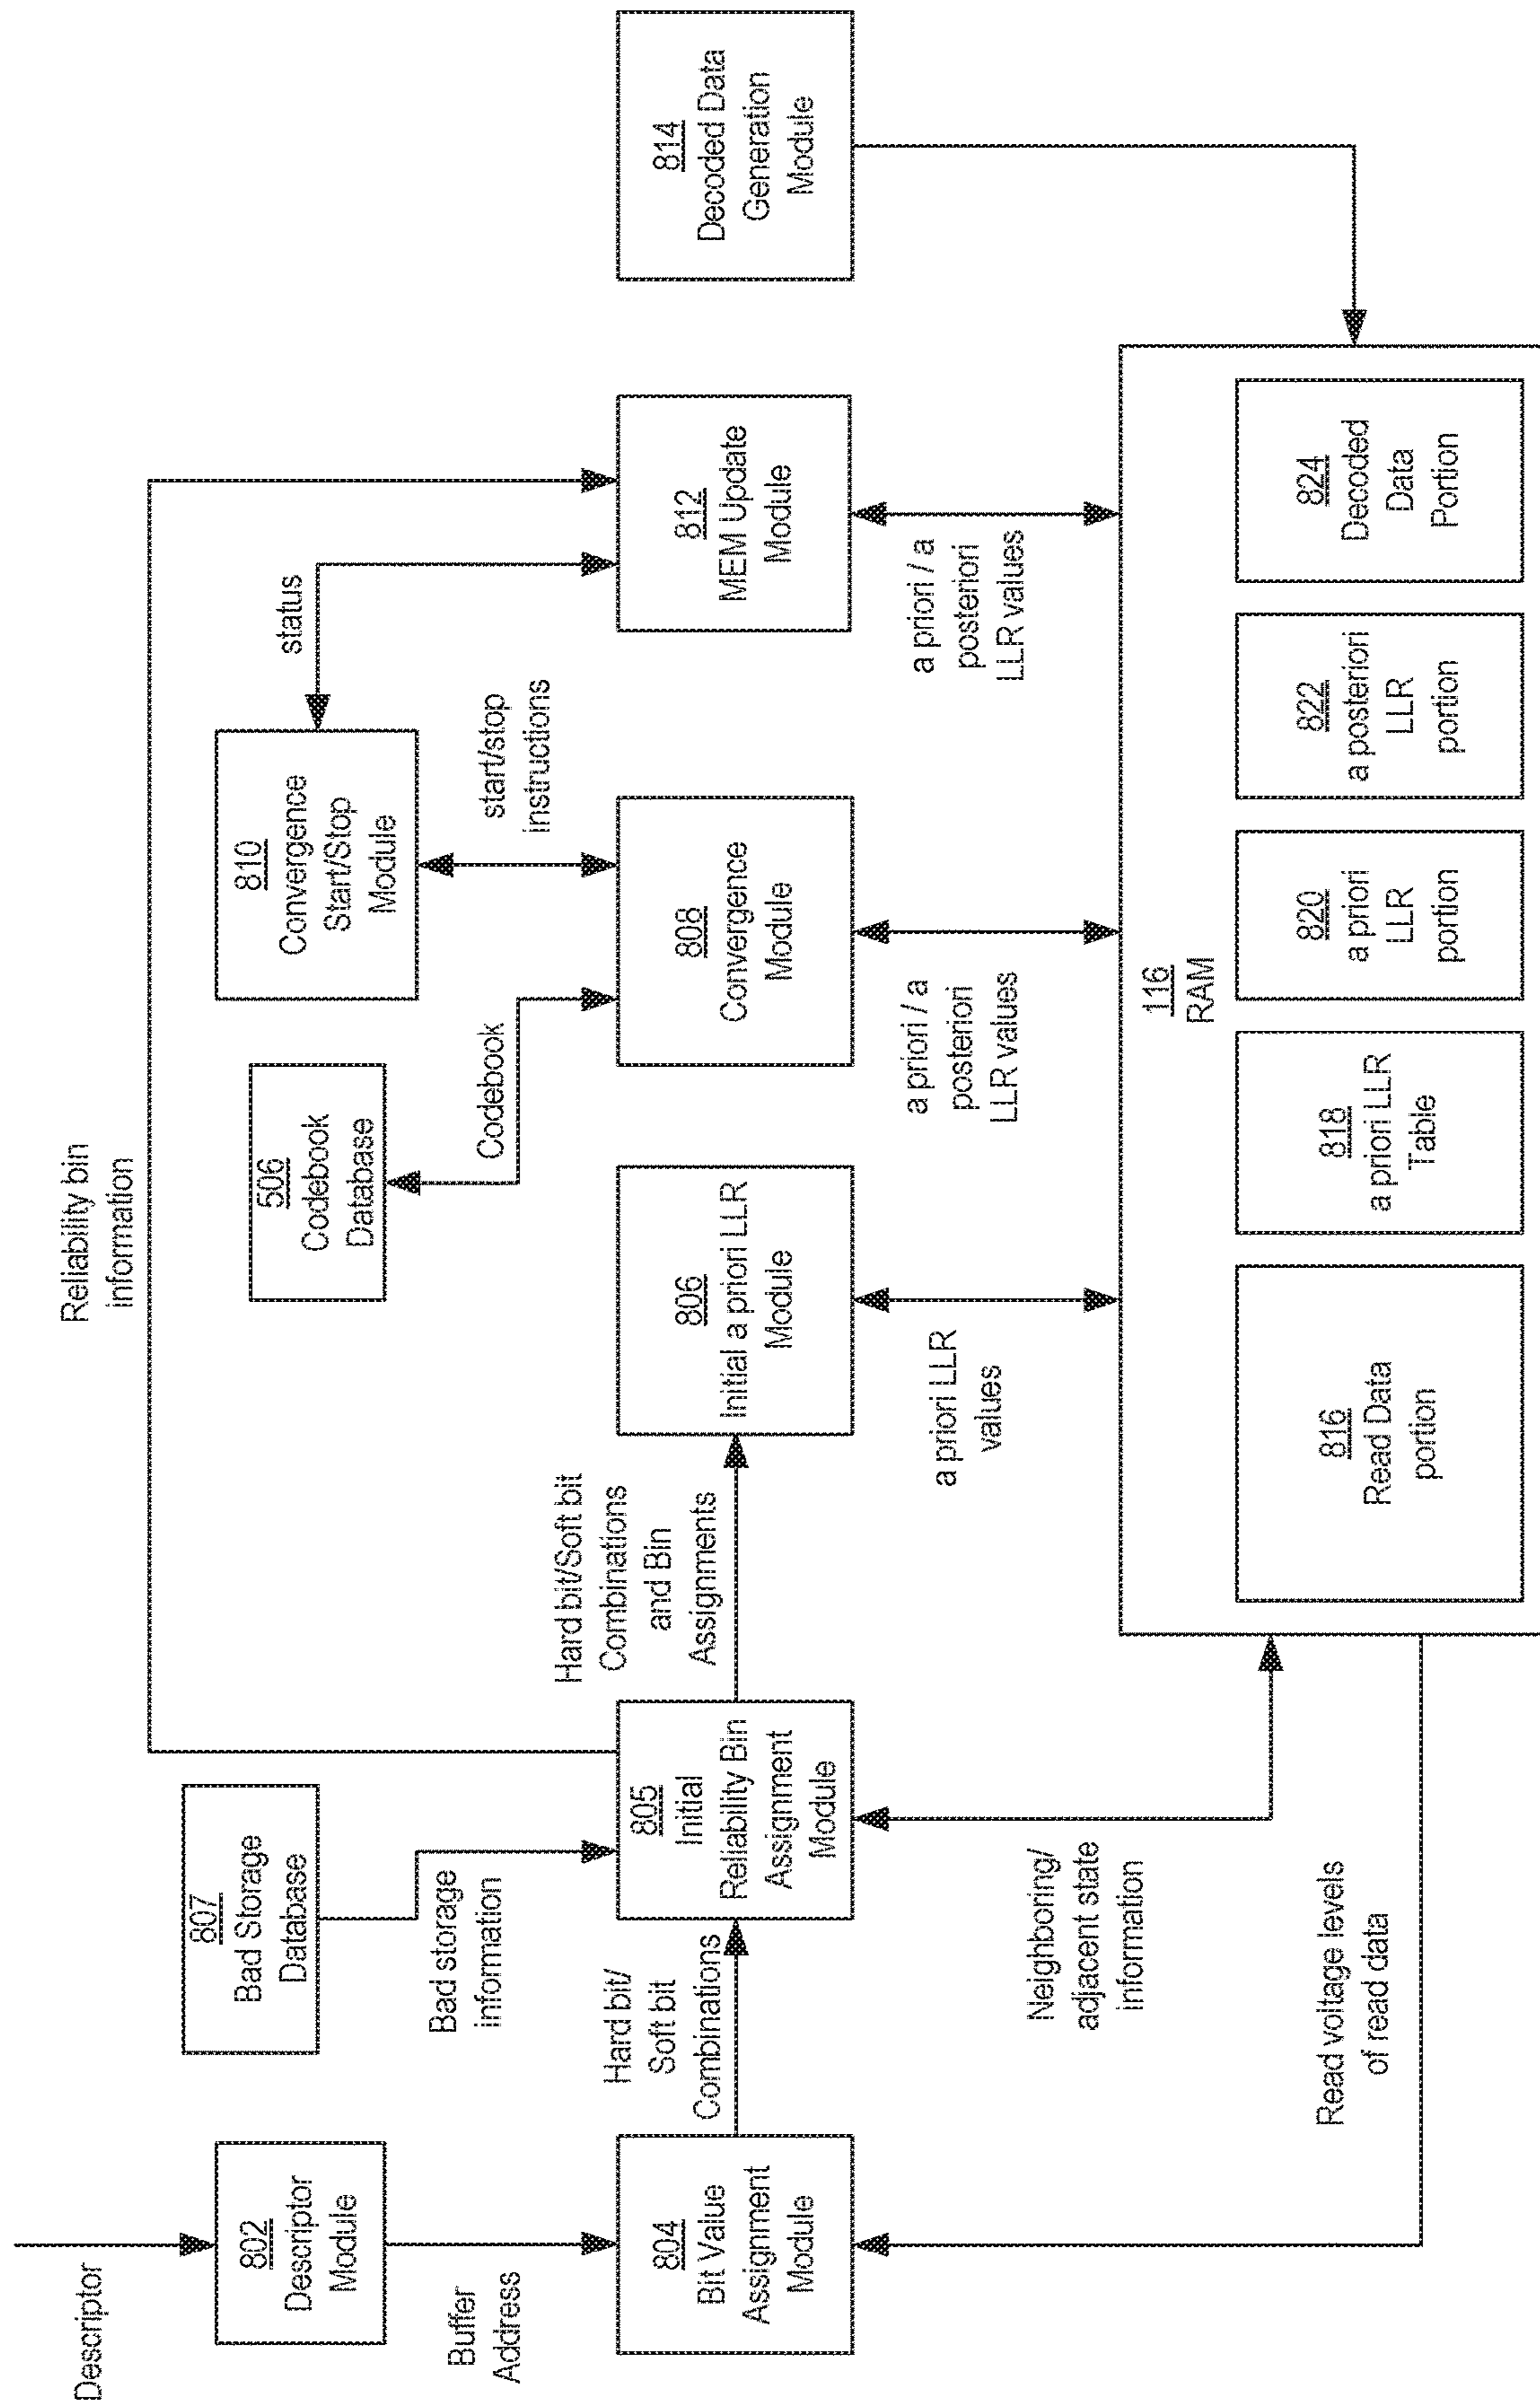 Descriptor
802
Descriptor
Module
Buffer
Address
804
Bit Value
Assignment
Module
807
Bad Storage
Database
Bad storage
information
Hard bit/
Soft bit
Combinations
805
Initial
Reliability Bin
Assignment
Module
Neighboring/
adjacent state
information
Read voltage levels
of read data
Reliability bin
information
Hard bit/Soft bit
Combinations
and Bin
Assignments
506
Codebook
Database
Codebook
806
Initial a priori LLR
Module
a priori LLR
values
810
Convergence
Start/Stop
Module
start/stop
instructions
status
808
Convergence
Module
a priori / a
posteriori
LLR values
812
MEM Update
Module
a priori / a
posteriori
LLR values
814
Decoded Data
Generation
Module
116
RAM
816
Read Data
portion
818
a priori LLR
Table
820
a priori
LLR
portion
822
a posteriori
LLR
portion
824
Decoded
Data
Portion